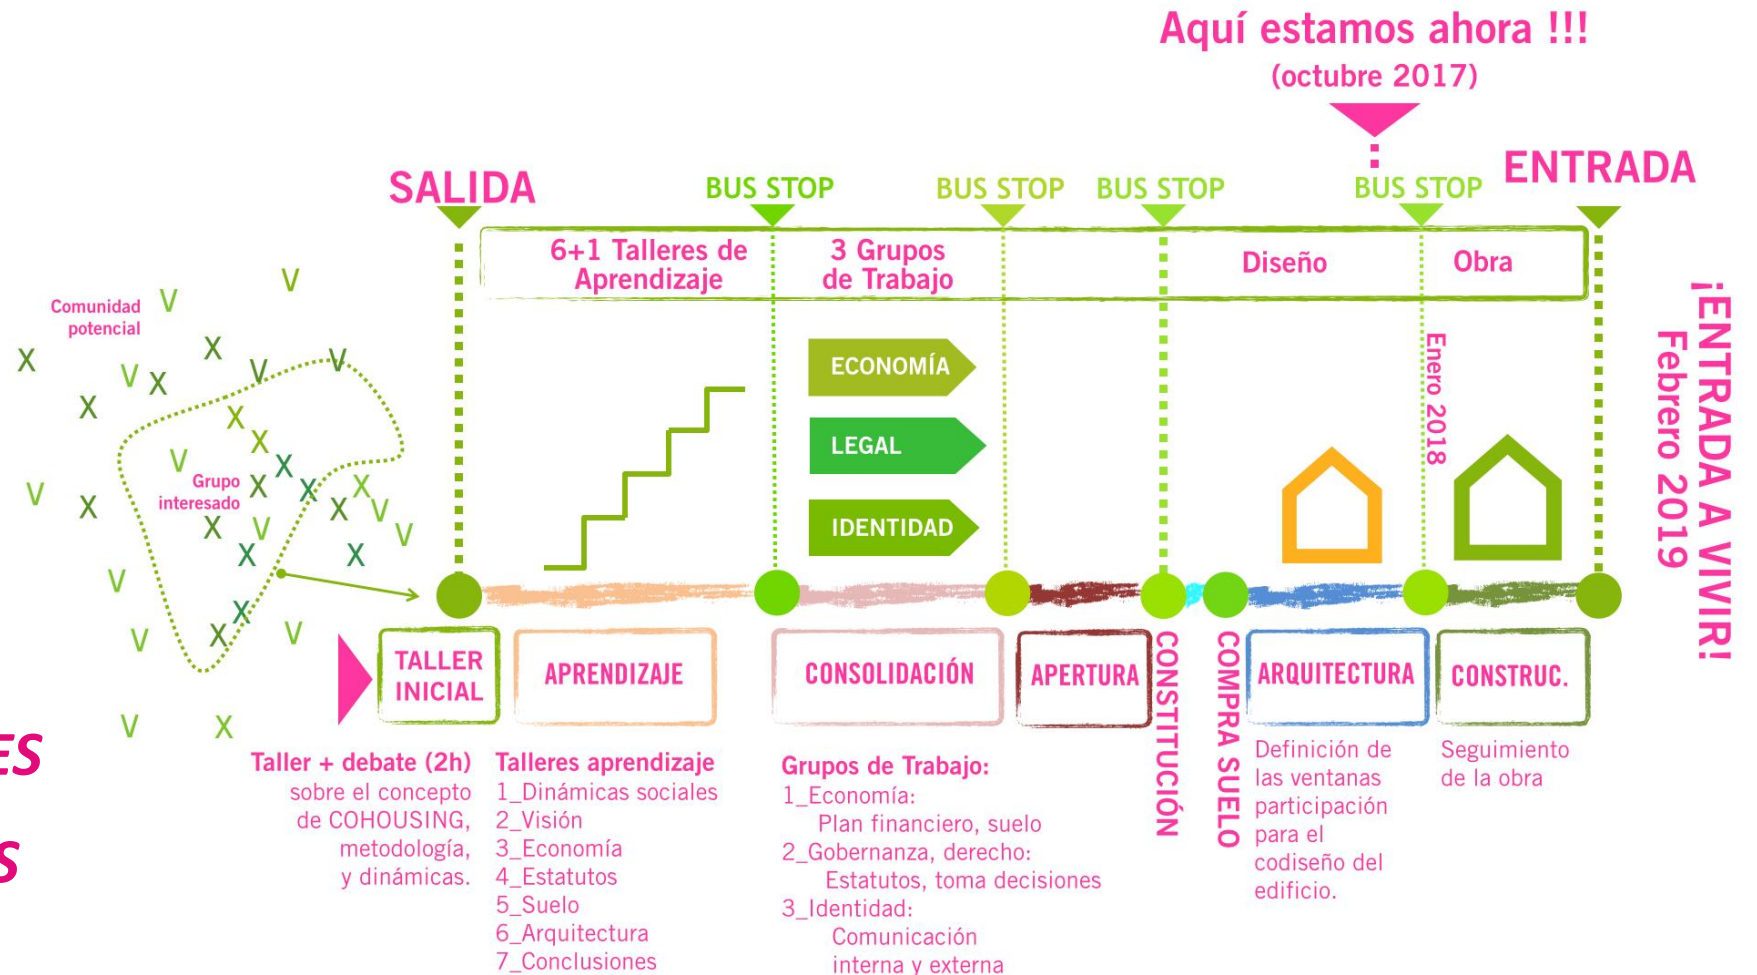 Aquí estamos ahora !!!
(octubre 2017)
SALIDA
BUS STOP
BUS STOP
BUS STOP
BUS STOP
ENTRADA
6+1 Talleres de
Aprendizaje
3 Grupos
de Trabajo
Diseño
Obra
Comunidad
potencial
V
V
X
X
V
V
V
X
X
X
X
V
Grupo
interesado
X
X
X
X
X
V
V
X
X
X
V
V
X
X
V
X
X
V
V
V
X
ECONOMÍA
LEGAL
IDENTIDAD
Enero 2018
¡ENTRADA A VIVIR!
Febrero 2019
TALLER
INICIAL
APRENDIZAJE
CONSOLIDACIÓN
APERTURA
CONSTITUCIÓN
COMPRA SUELO
ARQUITECTURA
CONSTRUC.
ES
S
Taller + debate (2h)
sobre el concepto
de COHOUSING,
metodología,
y dinámicas.
Talleres aprendizaje
1_Dinámicas sociales
2_Visión
3_Economía
4_Estatutos
5_Suelo
6_Arquitectura
7_Conclusiones
Grupos de Trabajo:
1_Economía:
Plan financiero, suelo
2_Gobernanza, derecho:
Estatutos, toma decisiones
3_Identidad:
Comunicación
interna y externa
Definición de
las ventanas
participación
para el
codiseño del
edificio.
Seguimiento
de la obra